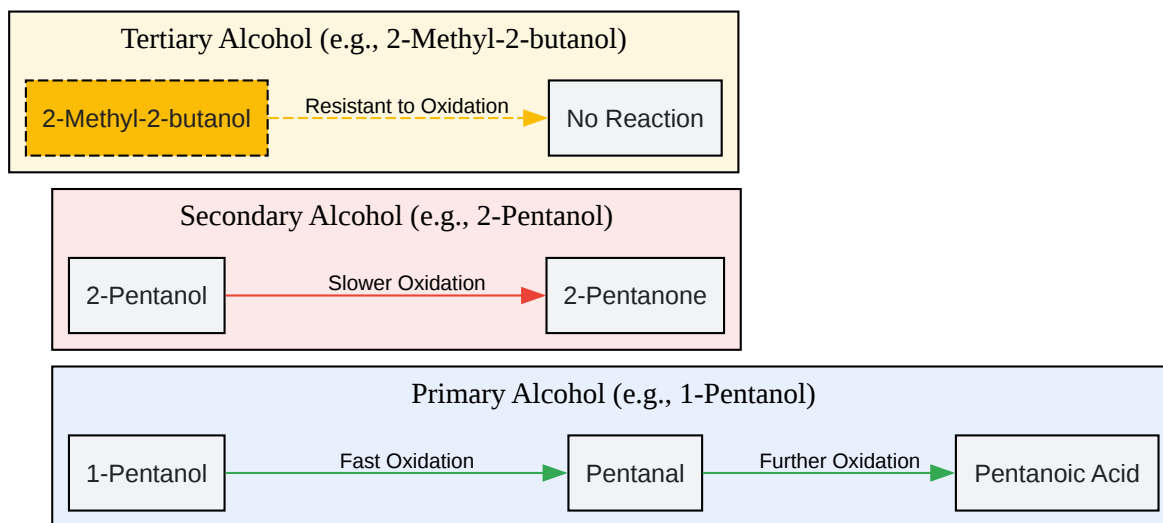 Tertiary Alcohol (e.g., 2-Methyl-2-butanol)
2-Methyl-2-butanol
Resistant to Oxidation
No Reaction
Secondary Alcohol (e.g., 2-Pentanol)
2-Pentanol
Slower Oxidation
2-Pentanone
Primary Alcohol (e.g., 1-Pentanol)
1-Pentanol
Fast Oxidation
Pentanal
Further Oxidation
Pentanoic Acid